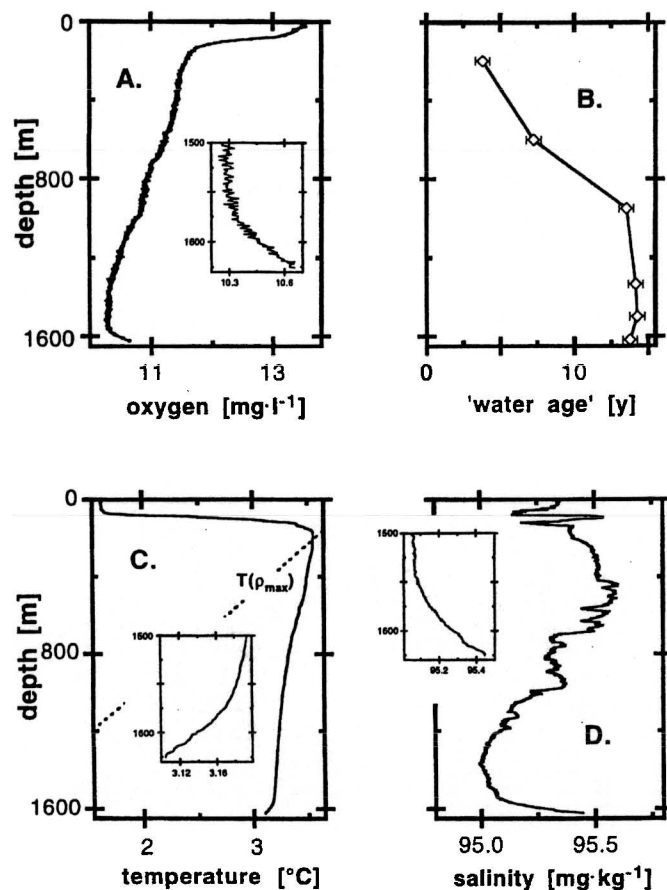 0
A.
1500
1600
10.3 10.6
800
1600
depth [m]
11 13
oxygen [mg·l⁻¹]
B.
0 10
'water age' [y]
0
C.
T(ρmax)
1500
1600
3.12 3.16
800
1600
depth [m]
2 3
temperature [°C]
1500
1600
95.2 95.4
D.
95.0 95.5
salinity [mg·kg⁻¹]